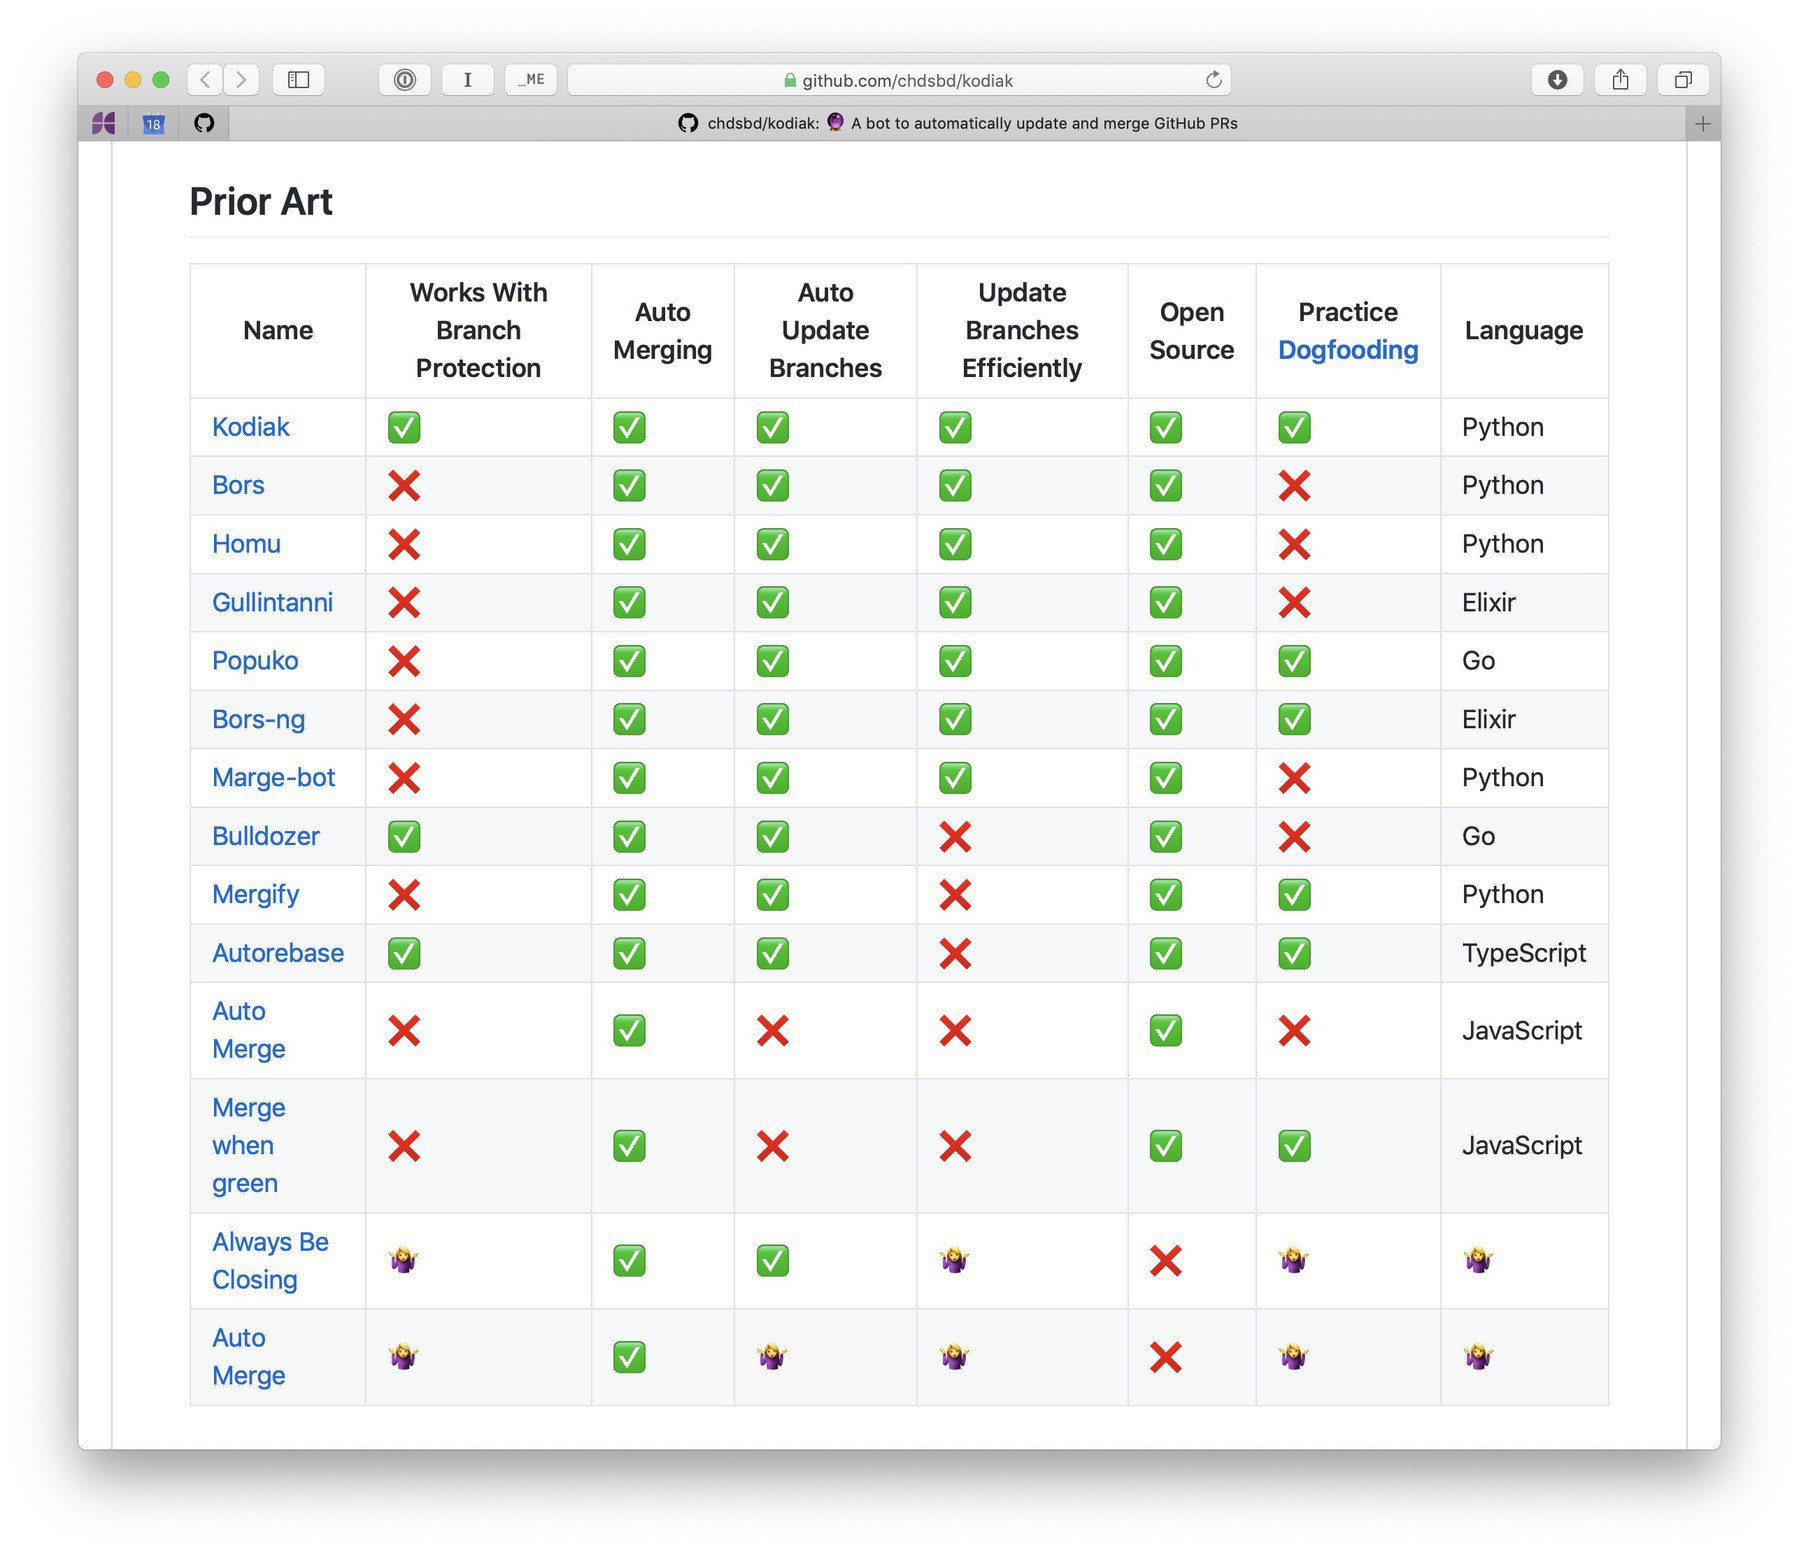 I
_ME
github.com/chdsbd/kodiak
18
chdsbd/kodiak: 🔮 A bot to automatically update and merge GitHub PRs
Prior Art
Name
Works With
Branch
Protection
Auto
Merging
Auto
Update
Branches
Update
Branches
Efficiently
Open
Source
Practice
Dogfooding
Language
Kodiak ✅ ✅ ✅ ✅ ✅ ✅ Python
Bors ❌ ✅ ✅ ✅ ✅ ❌ Python
Homu ❌ ✅ ✅ ✅ ✅ ❌ Python
Gullintanni ❌ ✅ ✅ ✅ ✅ ❌ Elixir
Popuko ❌ ✅ ✅ ✅ ✅ ✅ Go
Bors-ng ❌ ✅ ✅ ✅ ✅ ✅ Elixir
Marge-bot ❌ ✅ ✅ ✅ ✅ ❌ Python
Bulldozer ✅ ✅ ✅ ❌ ✅ ❌ Go
Mergify ❌ ✅ ✅ ❌ ✅ ✅ Python
Autorebase ✅ ✅ ✅ ❌ ✅ ✅ TypeScript
Auto
Merge
❌ ✅ ❌ ❌ ✅ ❌ JavaScript
Merge
when
green
❌ ✅ ❌ ❌ ✅ ✅ JavaScript
Always Be
Closing
🤷‍♀️ ✅ ✅ 🤷‍♀️ ❌ 🤷‍♀️ 🤷‍♀️
Auto
Merge
🤷‍♀️ ✅ 🤷‍♀️ 🤷‍♀️ ❌ 🤷‍♀️ 🤷‍♀️